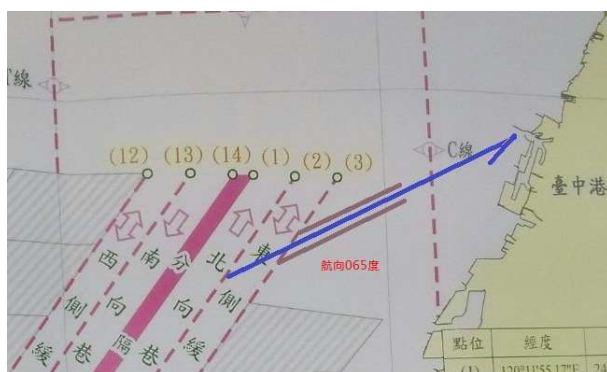 線
(12) (13) (14) (1) (2) (3)
C線
臺中港
西側緩
南向巷
分隔
北向巷
東側緩
航向065度
點位 經度
(1) 120°11'55.17"E 24